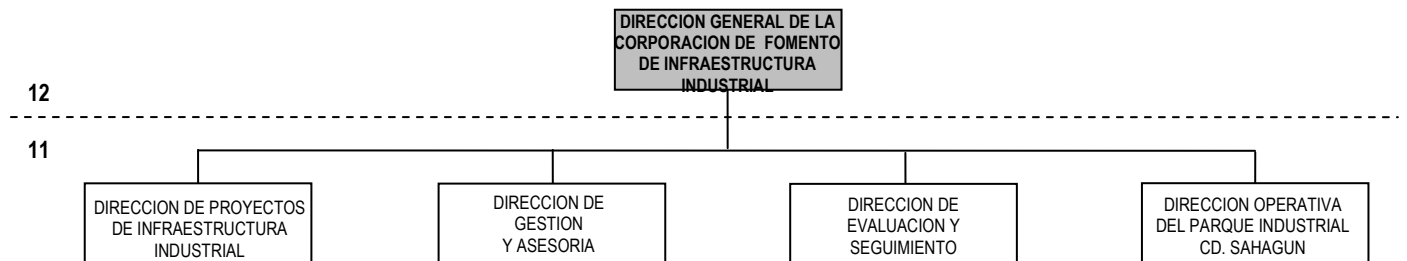 DIRECCION GENERAL DE LA
CORPORACION DE FOMENTO
DE INFRAESTRUCTURA
INDUSTRIAL
12
11
DIRECCION DE PROYECTOS
DE INFRAESTRUCTURA
INDUSTRIAL
DIRECCION DE
GESTION
Y ASESORIA
DIRECCION DE
EVALUACION Y
SEGUIMIENTO
DIRECCION OPERATIVA
DEL PARQUE INDUSTRIAL
CD. SAHAGUN